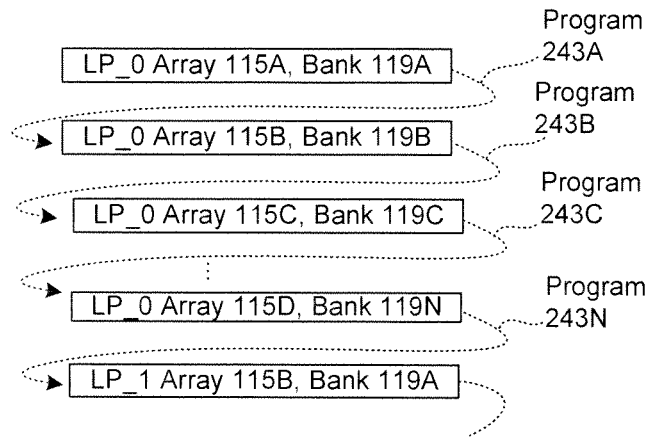 Program
243A
LP_0 Array 115A, Bank 119A
Program
243B
LP_0 Array 115B, Bank 119B
Program
243C
LP_0 Array 115C, Bank 119C
Program
243N
LP_0 Array 115D, Bank 119N
LP_1 Array 115B, Bank 119A